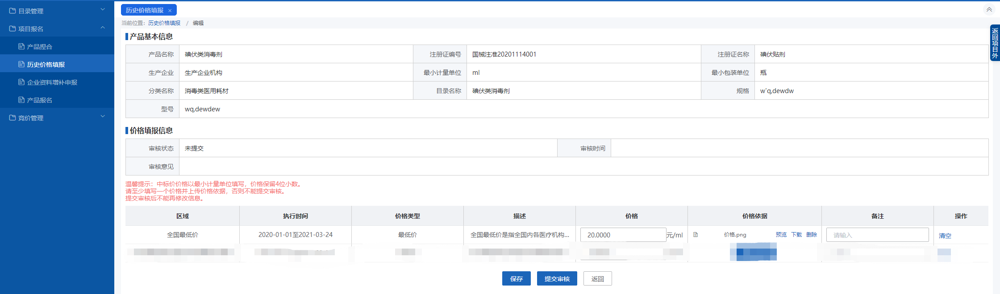 目录管理
项目报名
产品捏合
历史价格填报
企业资料增补申报
产品报名
竞价管理
历史价格填报 ×
当前位置：历史价格填报 / 编辑
返回项目外
产品基本信息
产品名称 碘伏类消毒剂 注册证编号 国械注准20201114001 注册证名称 碘伏贴剂
生产企业 生产企业机构 最小计量单位 ml 最小包装单位 瓶
分类名称 消毒类医用耗材 目录名称 碘伏类消毒剂 规格 w'q,dewdw
型号 wq,dewdew
价格填报信息
审核状态 未提交 审核时间
审核意见
温馨提示：中标价价格以最小计量单位填写，价格保留4位小数。
请至少填写一个价格并上传价格依据，否则不能提交审核。
提交审核后不能再修改信息。
区域 执行时间 价格类型 描述 价格 价格依据 备注 操作
全国最低价 2020-01-01至2021-03-24 最低价 全国最低价是指全国内各医疗机构... 20.0000 元/ml 价格.png 预览 下载 删除 请输入 清空
保存 提交审核 返回